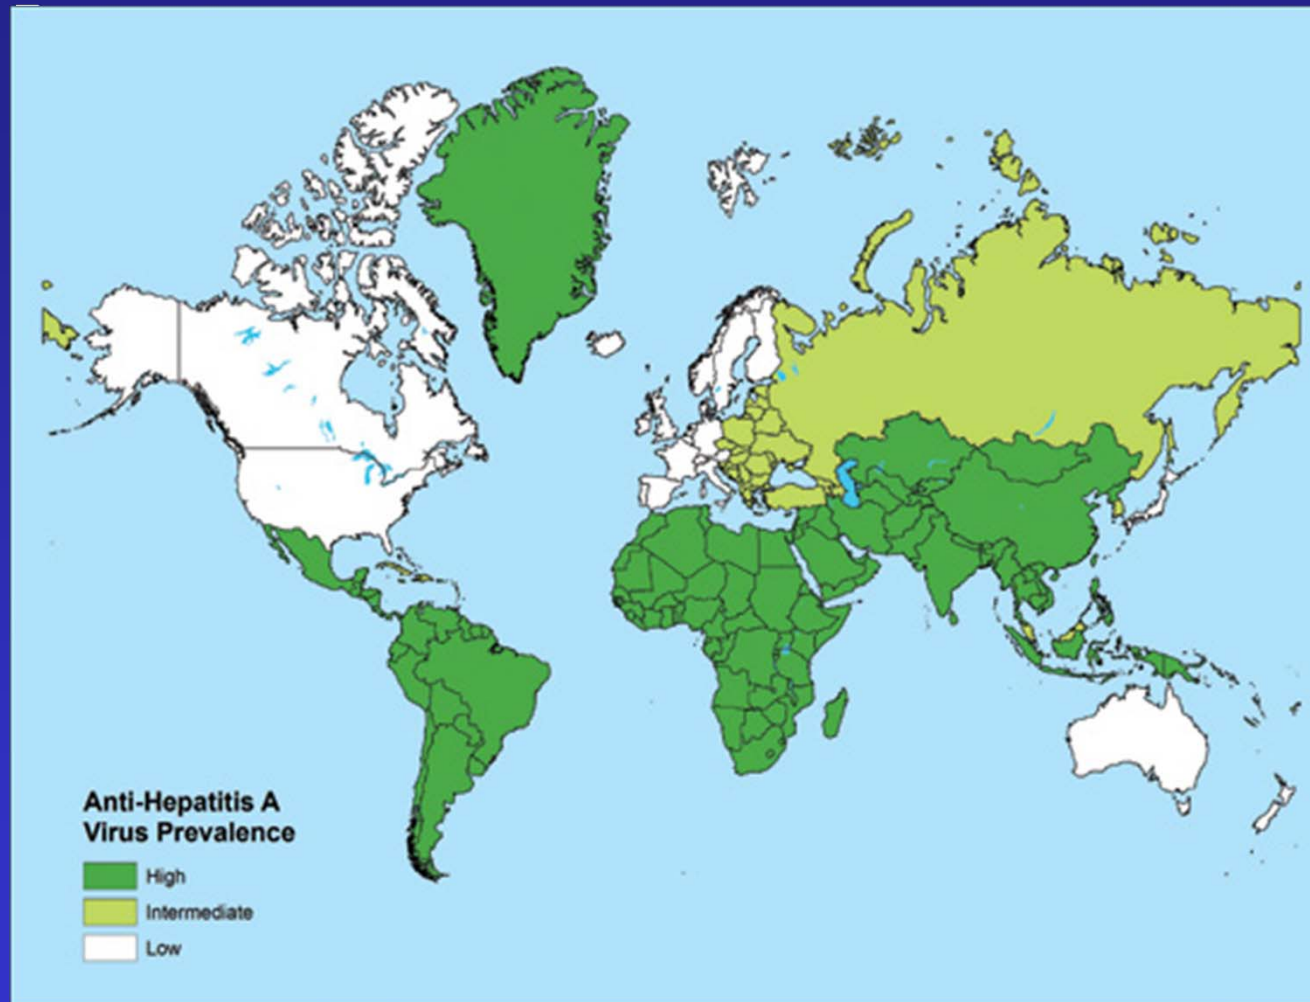 Anti-Hepatitis A
Virus Prevalence
High
Intermediate
Low